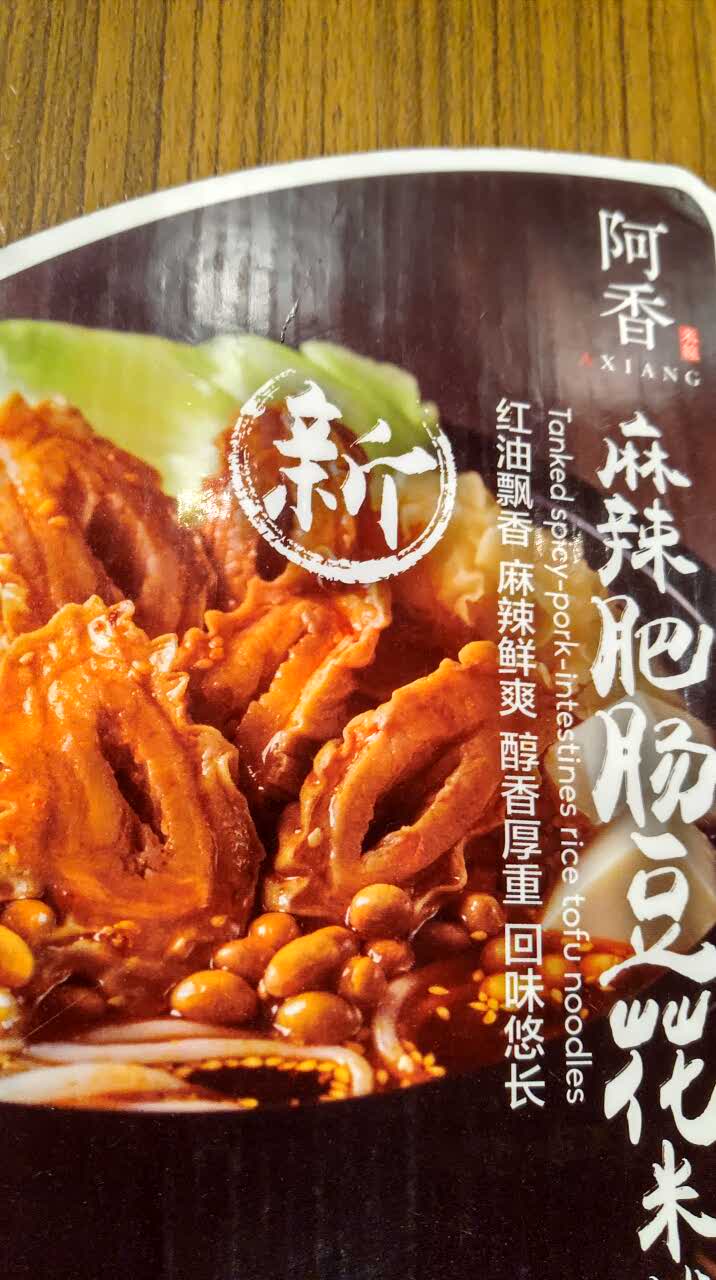 阿香
AXIANG
麻辣肥肠豆花米
Tanked spicy-pork-intestines rice tofu noodles
红油飘香 麻辣鲜爽 醇香厚重 回味悠长
新